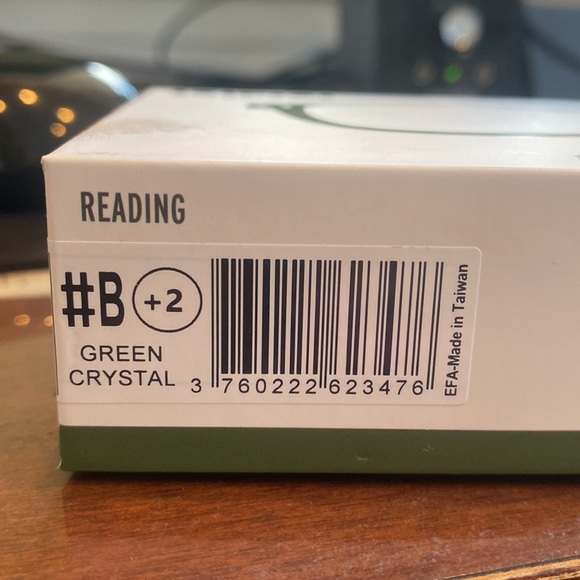 READING
#B +2
GREEN
CRYSTAL
3 760222 623476
EFA-Made in Taiwan